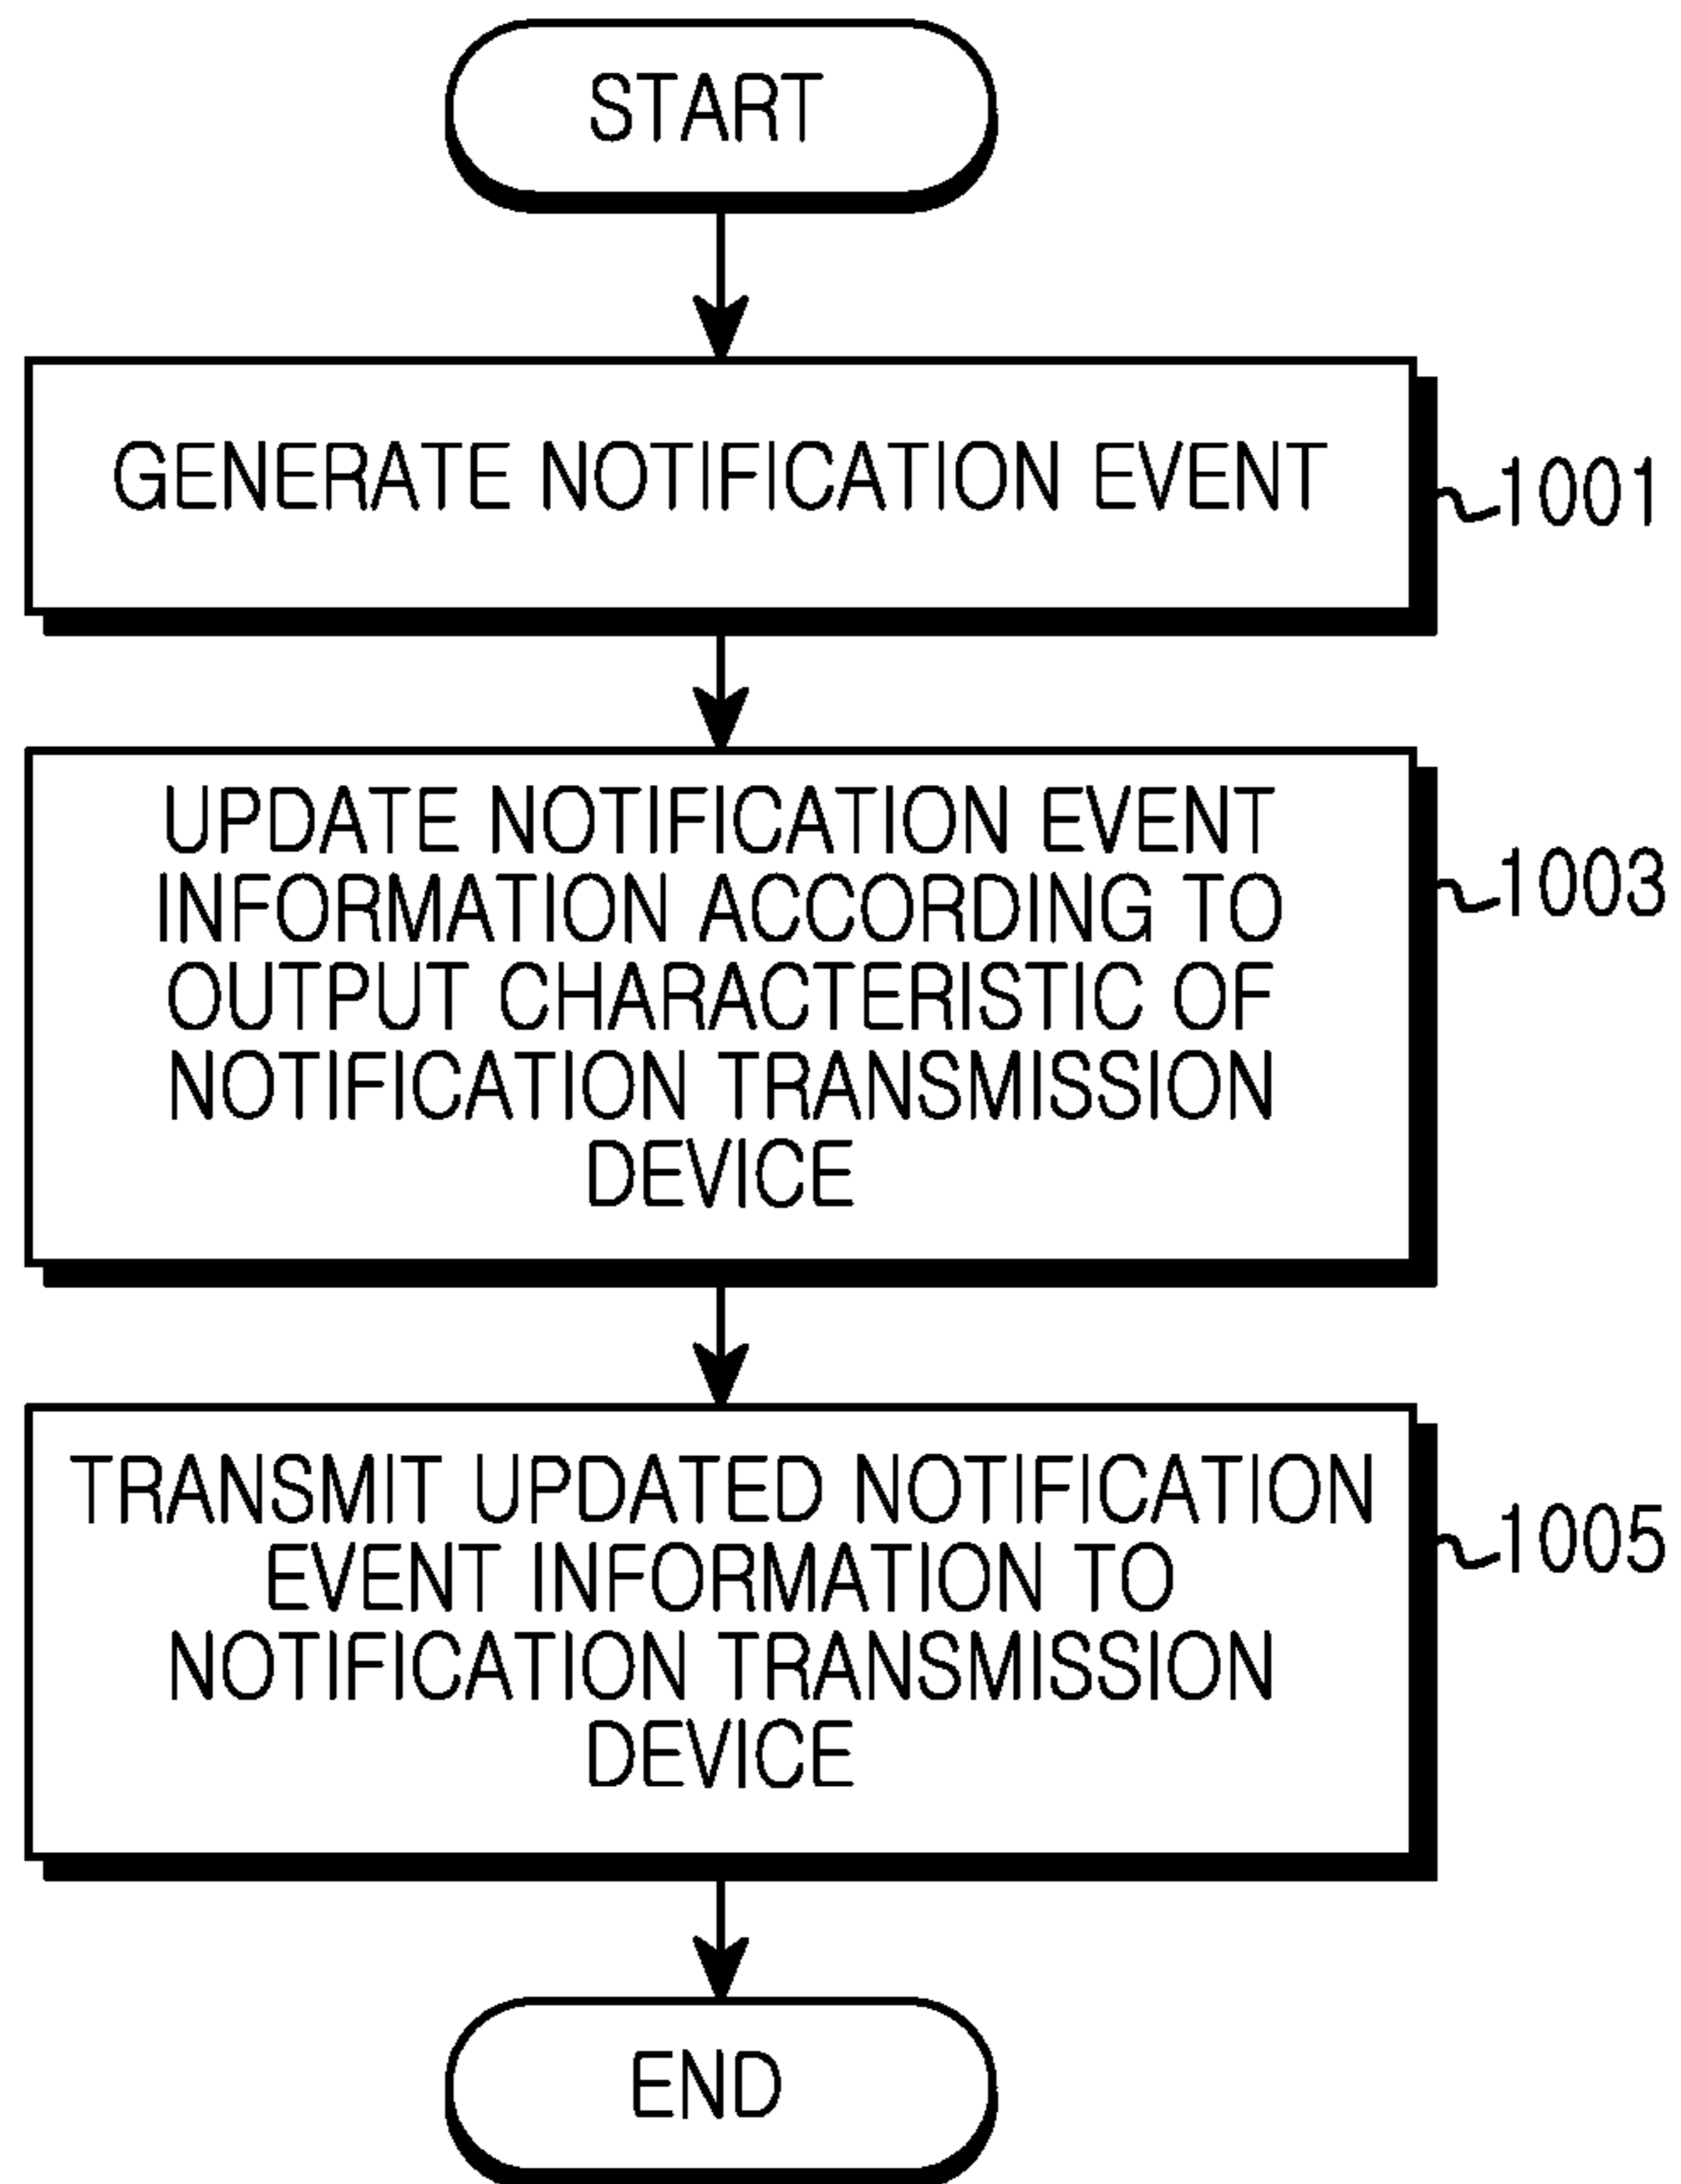 START
GENERATE NOTIFICATION EVENT
1001
UPDATE NOTIFICATION EVENT
INFORMATION ACCORDING TO
OUTPUT CHARACTERISTIC OF
NOTIFICATION TRANSMISSION
DEVICE
1003
TRANSMIT UPDATED NOTIFICATION
EVENT INFORMATION TO
NOTIFICATION TRANSMISSION
DEVICE
1005
END